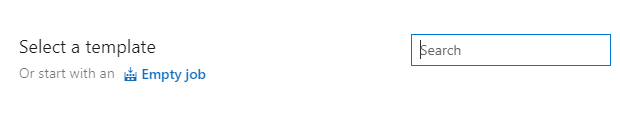 Select a template
Search
Or start with an Empty job